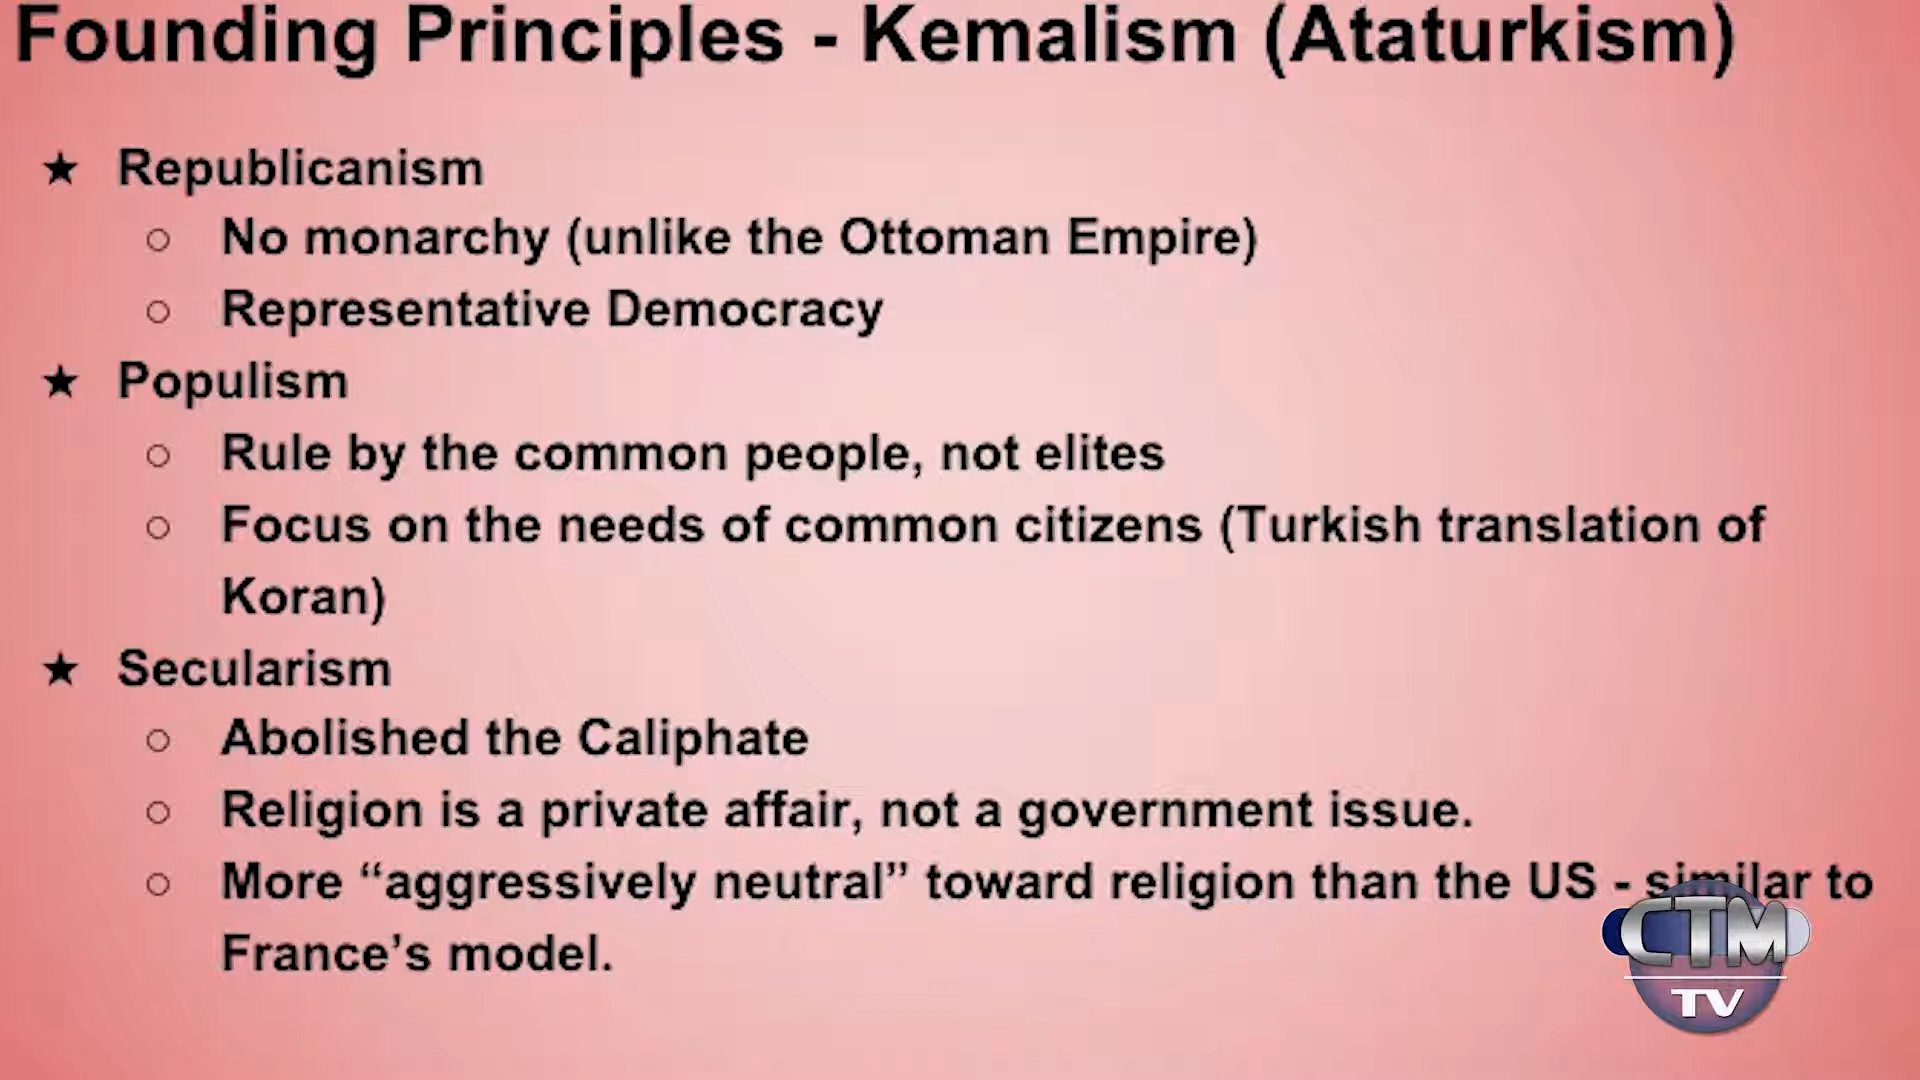 Founding Principles - Kemalism (Ataturkism)
★ Republicanism
○ No monarchy (unlike the Ottoman Empire)
○ Representative Democracy
★ Populism
○ Rule by the common people, not elites
○ Focus on the needs of common citizens (Turkish translation of
Koran)
★ Secularism
○ Abolished the Caliphate
○ Religion is a private affair, not a government issue.
○ More “aggressively neutral” toward religion than the US - similar to
France’s model.
CTM
TV